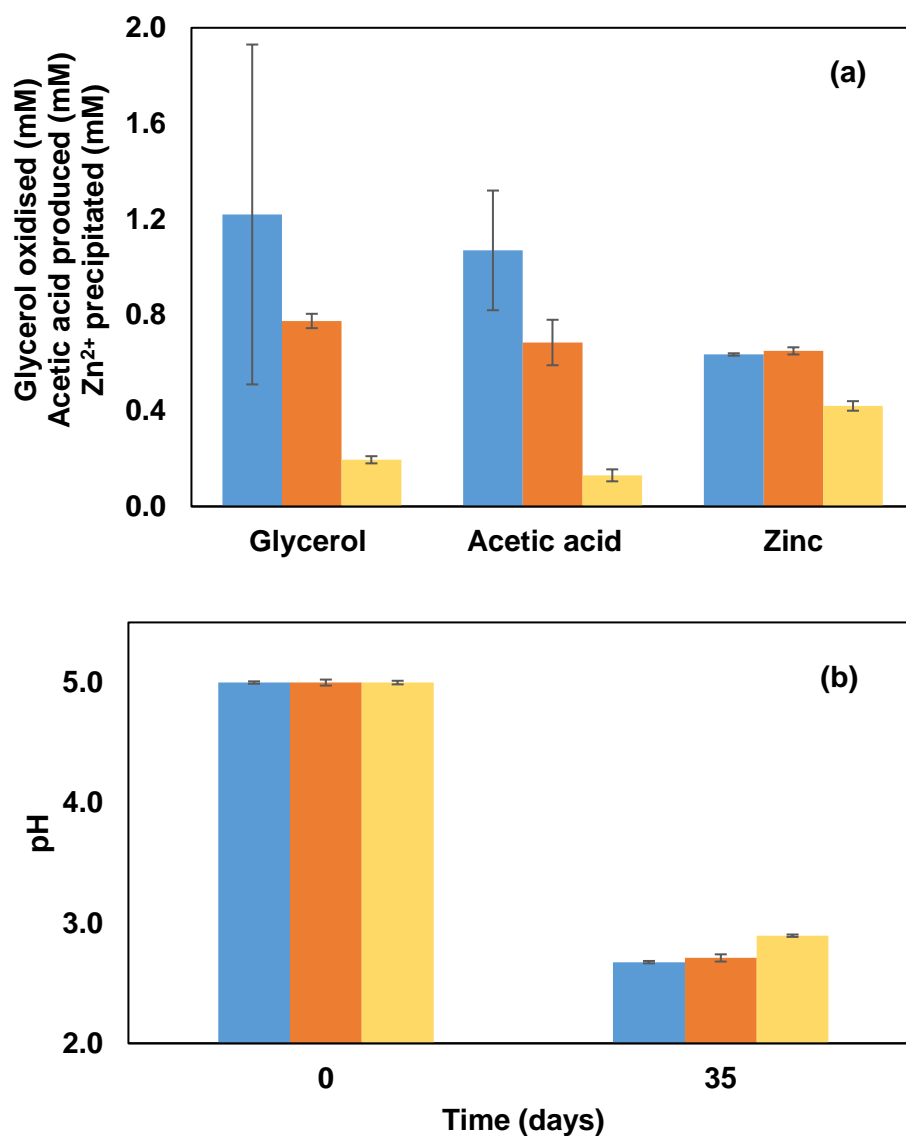 Glycerol oxidised (mM)
Acetic acid produced (mM)
Zn²⁺ precipitated (mM)
2.0
1.6
1.2
0.8
0.4
0.0
(a)
Glycerol
Acetic acid
Zinc
pH
5.0
4.0
3.0
2.0
(b)
0
35
Time (days)